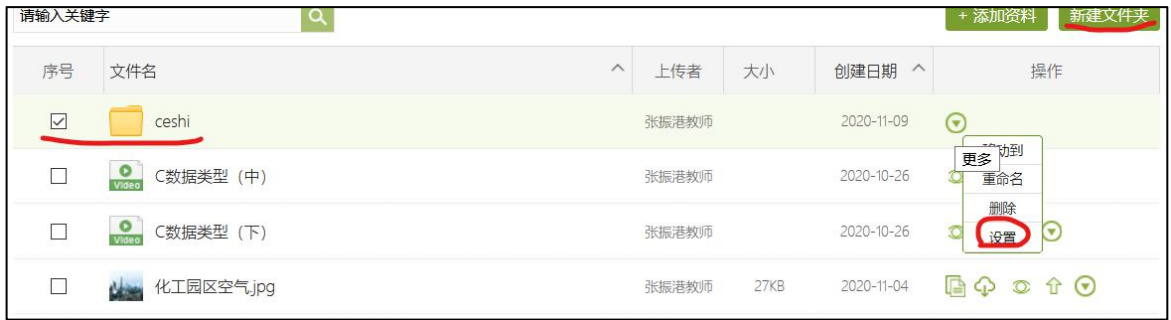 请输入关键字 + 添加资料 新建文件夹
序号 文件名 上传者 大小 创建日期 操作
ceshi 张振港教师 2020-11-09
移动到
更多
Video C数据类型（中） 张振港教师 2020-10-26 重命名
删除
Video C数据类型（下） 张振港教师 2020-10-26 设置
化工园区空气.jpg 张振港教师 27KB 2020-11-04